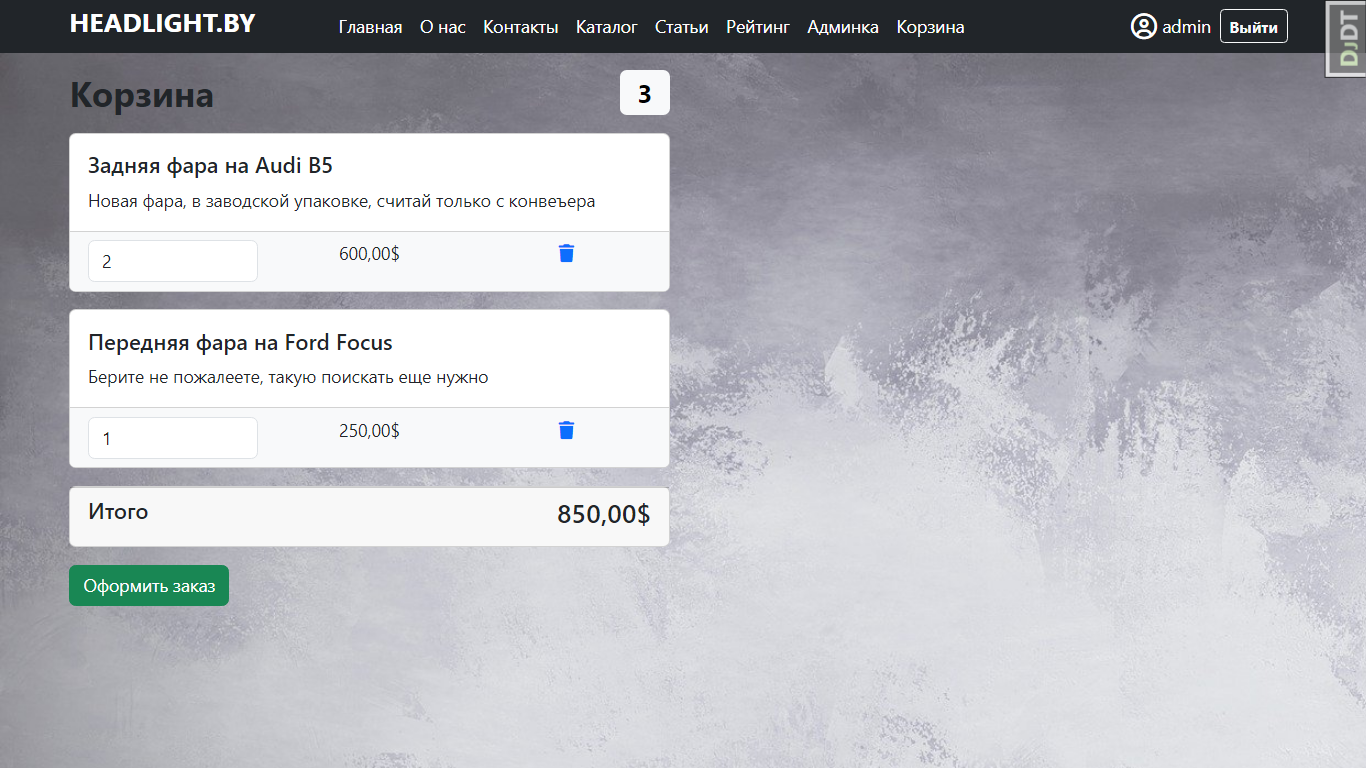 HEADLIGHT.BY
Главная О нас Контакты Каталог Статьи Рейтинг Админка Корзина
admin Выйти
DjDT
Корзина
3
Задняя фара на Audi B5
Новая фара, в заводской упаковке, считай только с конвеъера
2 600,00$
Передняя фара на Ford Focus
Берите не пожалеете, такую поискать еще нужно
1 250,00$
Итого 850,00$
Оформить заказ